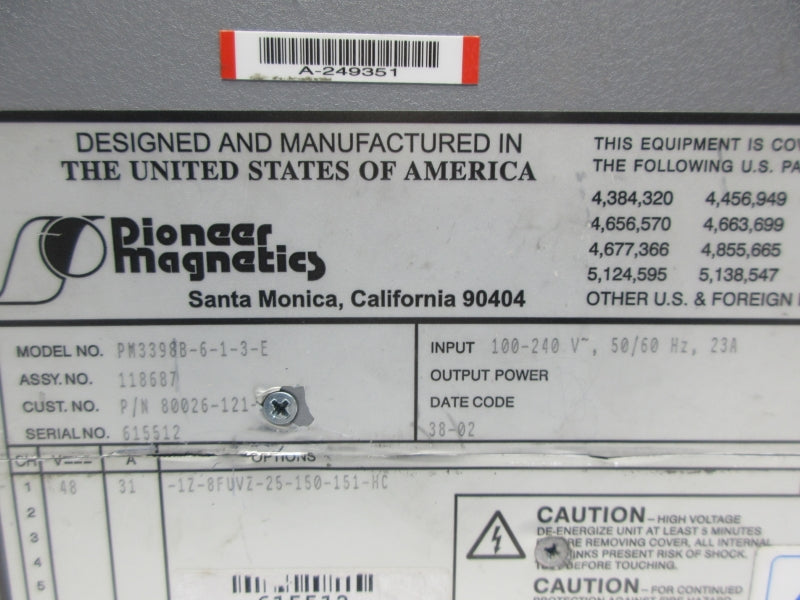 A-249351
DESIGNED AND MANUFACTURED IN
THE UNITED STATES OF AMERICA
Pioneer
Magnetics
Santa Monica, California 90404
THIS EQUIPMENT IS
THE FOLLOWING U.S.
4,384,320 4,456,949
4,656,570 4,663,699
4,677,366 4,855,665
5,124,595 5,138,547
OTHER U.S. & FOREIGN
MODEL NO. PM3398B-6-1-3-E
ASSY. NO. 118687
CUST. NO. P/N 80026-121-
SERIAL NO. 615512
INPUT 100-240 V~, 50/60 Hz, 23A
OUTPUT POWER
DATE CODE
38-02
CH V A OPTIONS
1 48 31 -1Z-8FUVZ-25-150-151-HC
2
3
4
5
615512
CAUTION – HIGH VOLTAGE
DE-ENERGIZE UNIT AT LEAST 5 MINUTES
REMOVING COVER, ALL INTERNAL
PRESENT RISK OF SHOCK.
BEFORE TOUCHING.
CAUTION – FOR CONTINUED